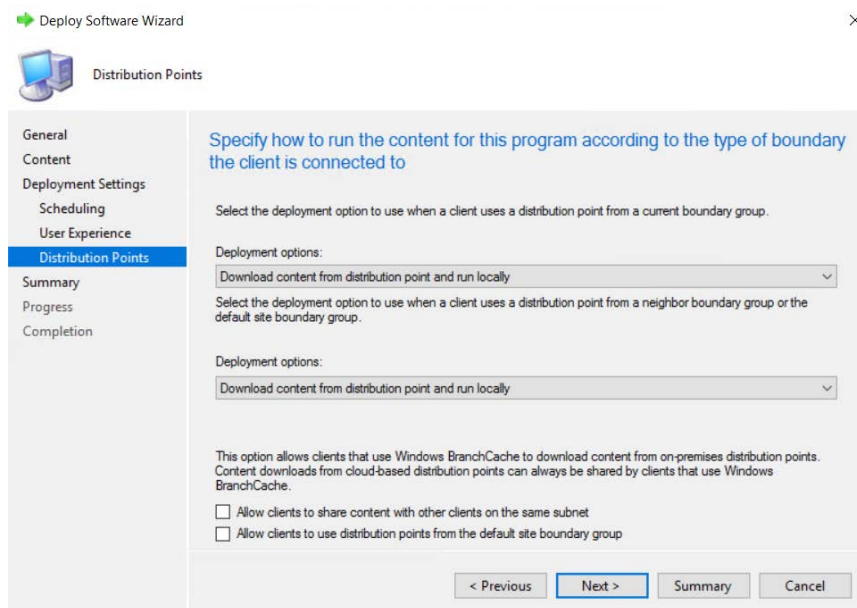 Deploy Software Wizard
Distribution Points
General
Content
Deployment Settings
Scheduling
User Experience
Distribution Points
Summary
Progress
Completion
Specify how to run the content for this program according to the type of boundary
the client is connected to
Select the deployment option to use when a client uses a distribution point from a current boundary group.
Deployment options:
Download content from distribution point and run locally
Select the deployment option to use when a client uses a distribution point from a neighbor boundary group or the
default site boundary group.
Deployment options:
Download content from distribution point and run locally
This option allows clients that use Windows BranchCache to download content from on-premises distribution points.
Content downloads from cloud-based distribution points can always be shared by clients that use Windows
BranchCache.
Allow clients to share content with other clients on the same subnet
Allow clients to use distribution points from the default site boundary group
< Previous
Next >
Summary
Cancel